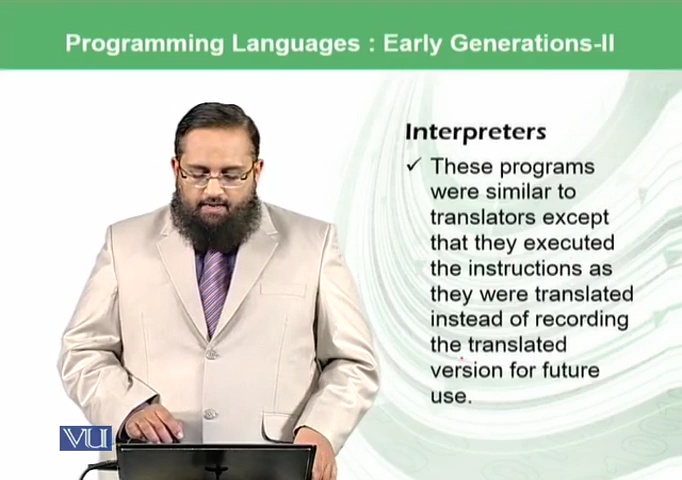 Programming Languages : Early Generations-II
Interpreters
✓ These programs
were similar to
translators except
that they executed
the instructions as
they were translated
instead of recording
the translated
version for future
use.
VU